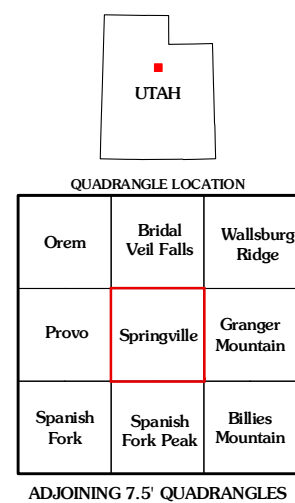 UTAH
QUADRANGLE LOCATION
Orem
Bridal
Veil Falls
Wallsburg
Ridge
Provo
Springville
Granger
Mountain
Spanish
Fork
Spanish
Fork Peak
Billies
Mountain
ADJOINING 7.5' QUADRANGLES